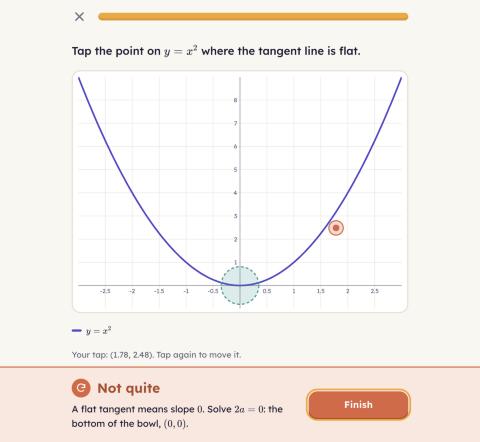 Tap the point on y = x² where the tangent line is flat.
8
7
6
5
4
3
2
1
-2.5 -2 -1.5 -1 -0.5 0.5 1 1.5 2 2.5
y = x²
Your tap: (1.78, 2.48). Tap again to move it.
Not quite
A flat tangent means slope 0. Solve 2a = 0: the
bottom of the bowl, (0, 0).
Finish